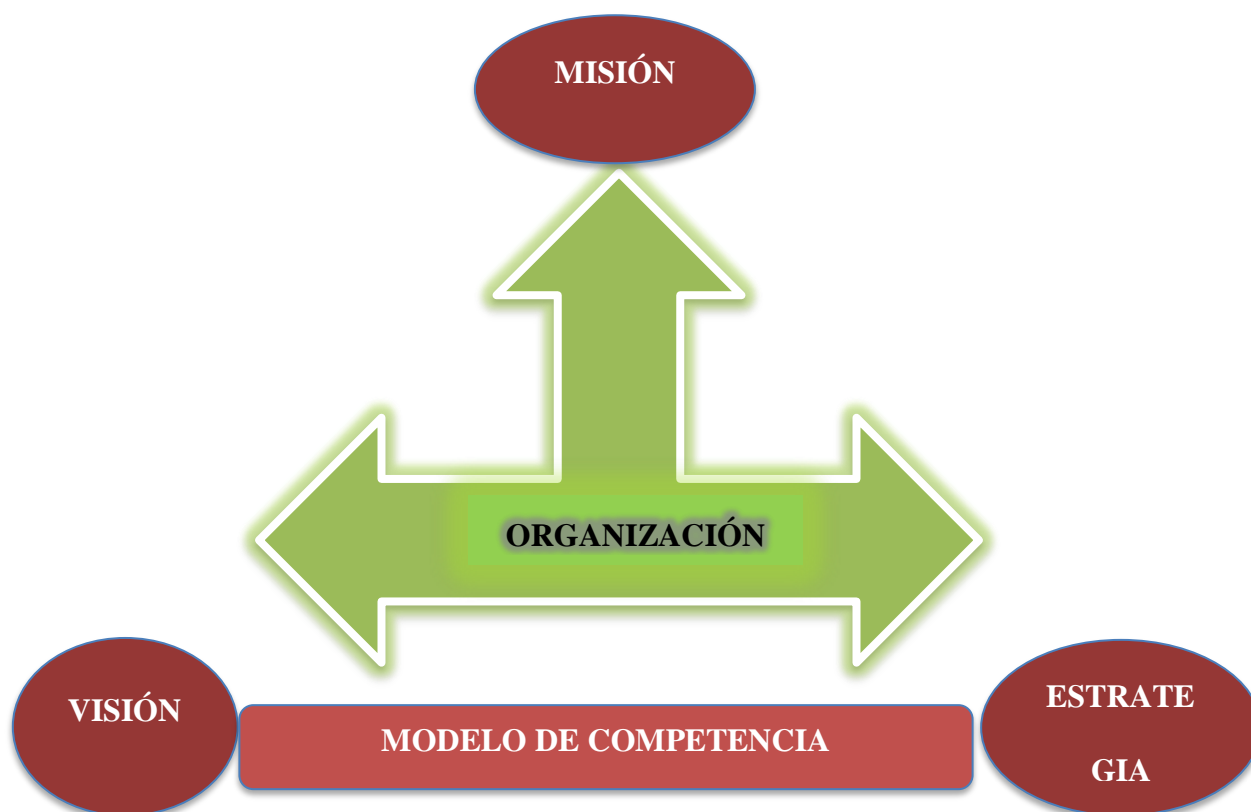 MISIÓN
ORGANIZACIÓN
VISIÓN
MODELO DE COMPETENCIA
ESTRATE
GIA